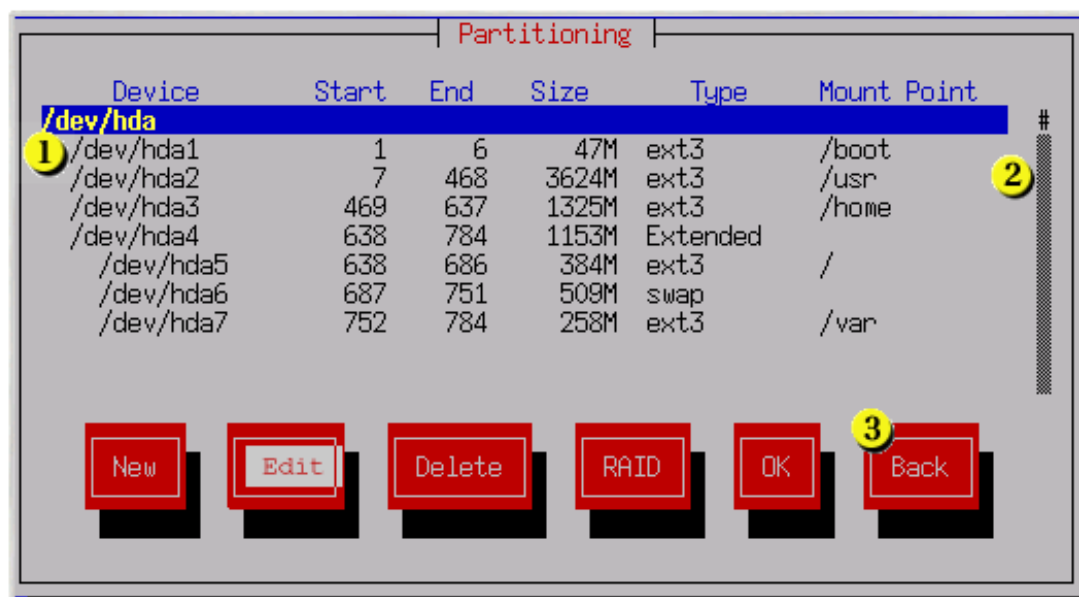 Partitioning
Device Start End Size Type Mount Point
/dev/hda #
1 /dev/hda1 1 6 47M ext3 /boot
/dev/hda2 7 468 3624M ext3 /usr 2
/dev/hda3 469 637 1325M ext3 /home
/dev/hda4 638 784 1153M Extended
/dev/hda5 638 686 384M ext3 /
/dev/hda6 687 751 509M swap
/dev/hda7 752 784 258M ext3 /var
3
New Edit Delete RAID OK Back